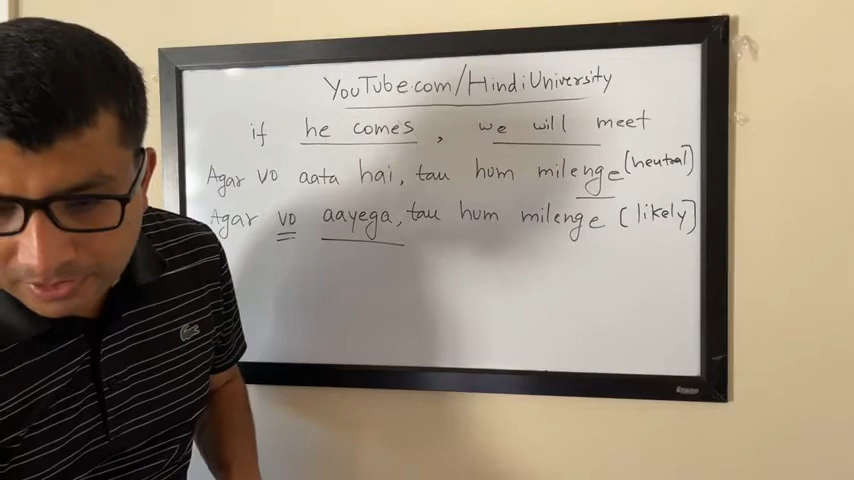 YouTube.com/HindiUniversity
if he comes, we will meet
Agar vo aata hai, tau hum milenge (neutral)
Agar vo aayega, tau hum milenge (likely)